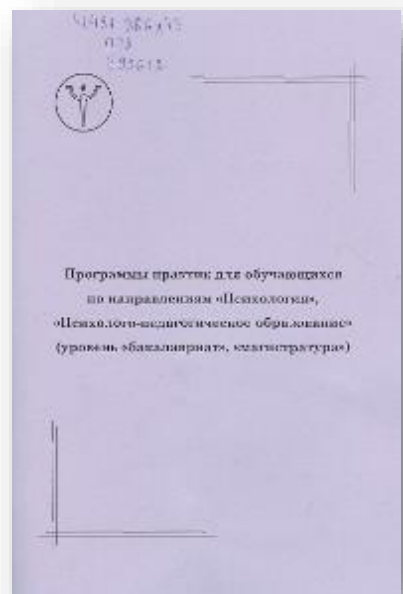 Программы практик для обучающихся
по направлениям «Психология»,
«Психолого-педагогическое образование»
(уровень «бакалавриат», «магистратура»)